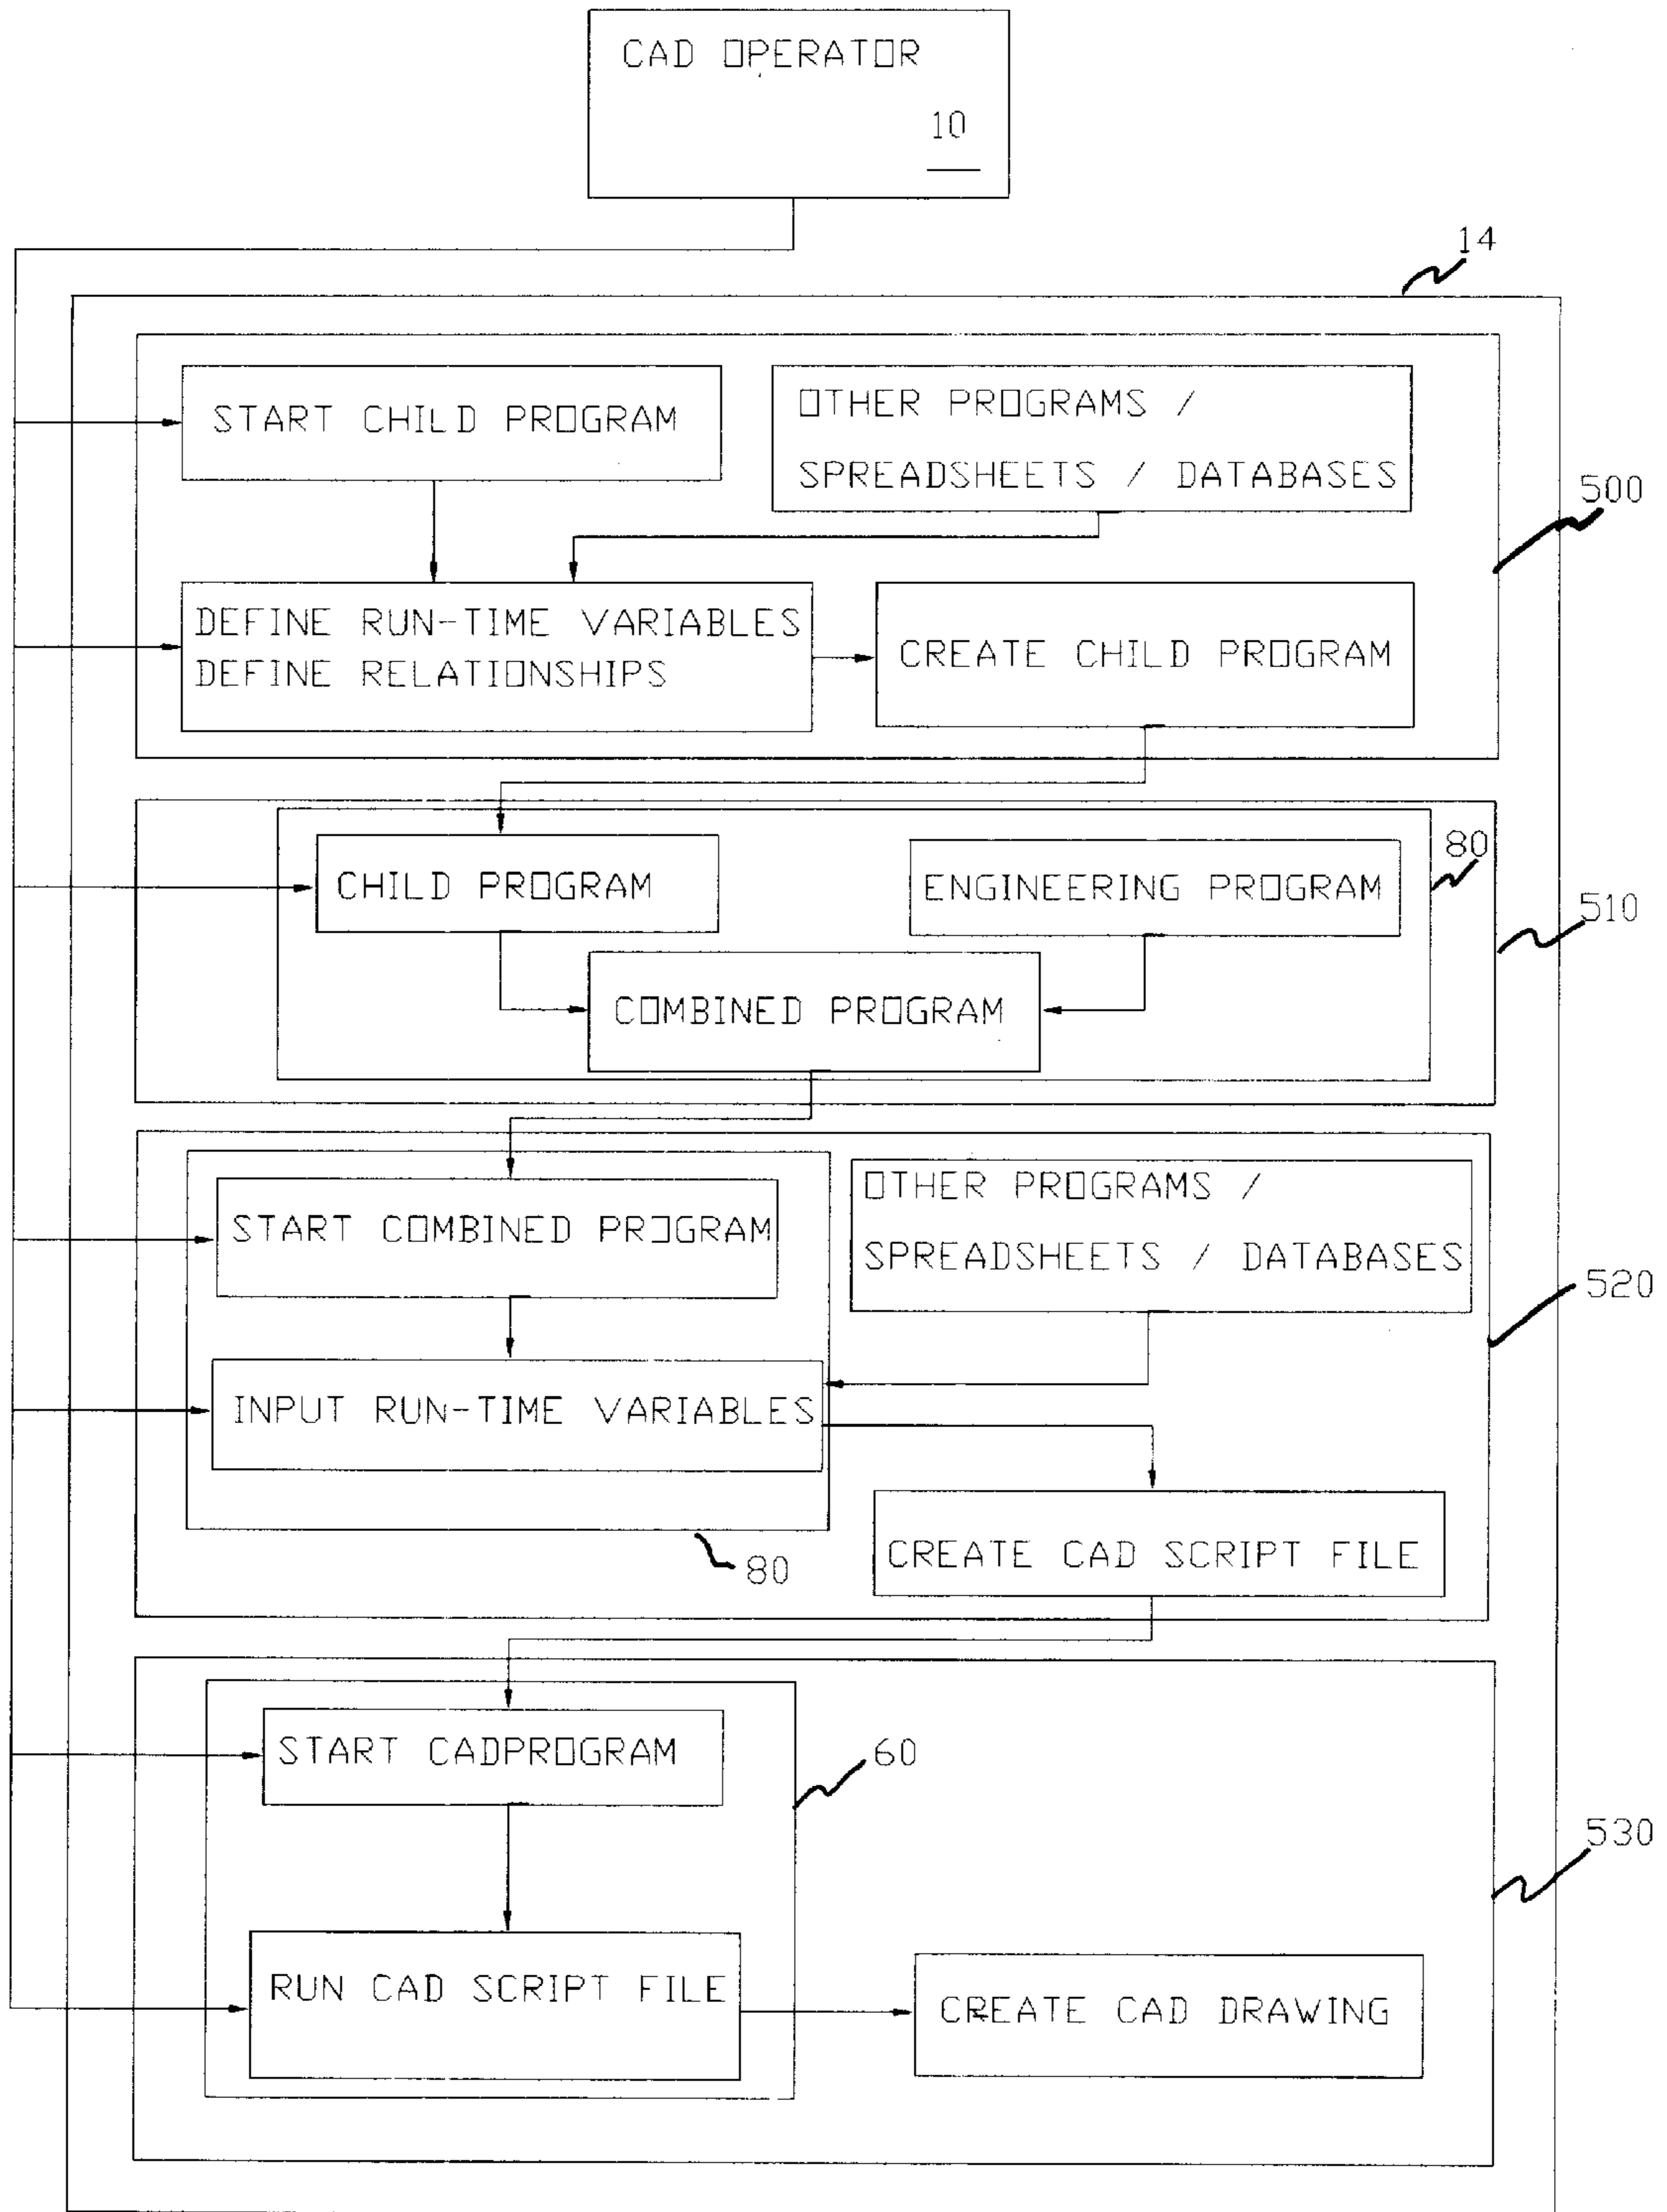 CAD OPERATOR
10
14
START CHILD PROGRAM
OTHER PROGRAMS /
SPREADSHEETS / DATABASES
500
DEFINE RUN-TIME VARIABLES
DEFINE RELATIONSHIPS
CREATE CHILD PROGRAM
80
CHILD PROGRAM
ENGINEERING PROGRAM
510
COMBINED PROGRAM
START COMBINED PROGRAM
OTHER PROGRAMS /
SPREADSHEETS / DATABASES
520
INPUT RUN-TIME VARIABLES
80
CREATE CAD SCRIPT FILE
START CADPROGRAM
60
530
RUN CAD SCRIPT FILE
CREATE CAD DRAWING